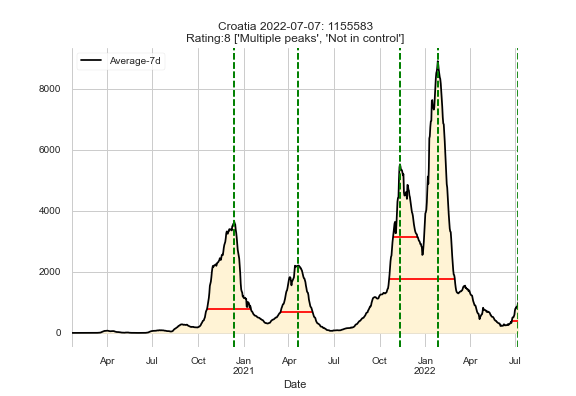 Croatia 2022-07-07: 1155583
Rating:8 ['Multiple peaks', 'Not in control']
Average-7d
8000
6000
4000
2000
0
Apr Jul Oct Jan Apr Jul Oct Jan Apr Jul
2021 2022
Date